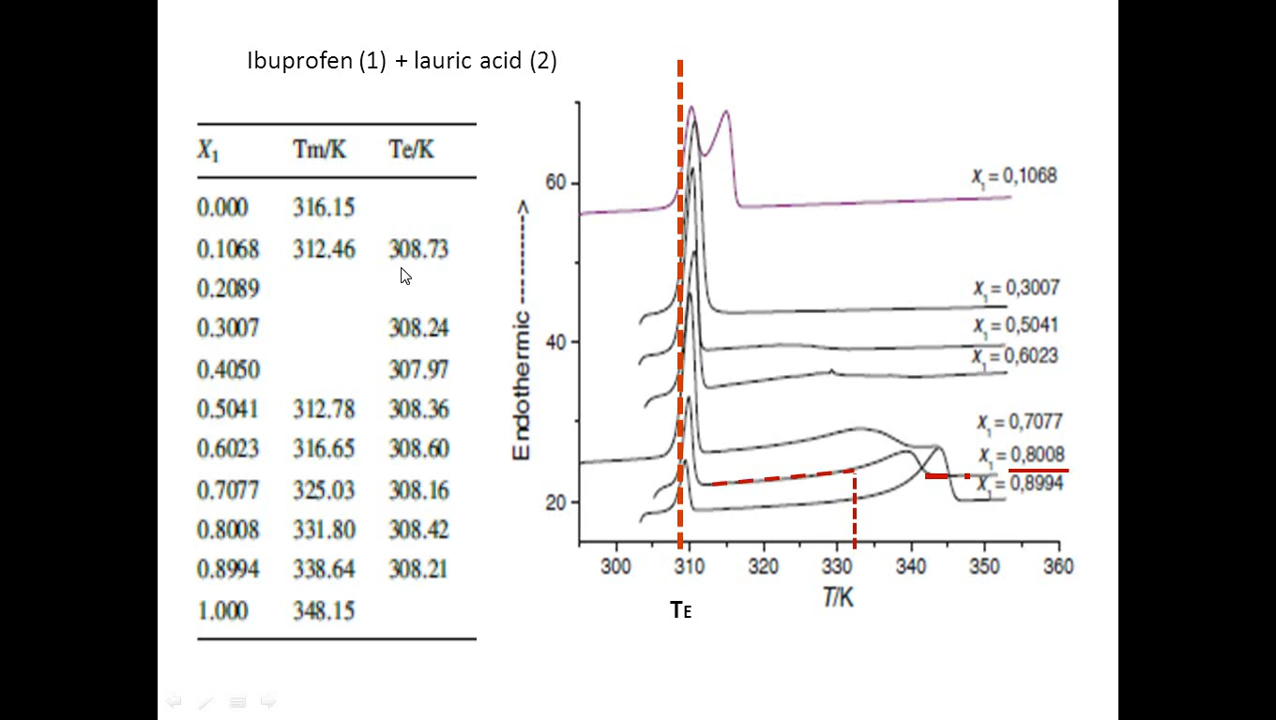 Ibuprofen (1) + lauric acid (2)
X1 Tm/K Te/K
0.000 316.15
0.1068 312.46 308.73
0.2089
0.3007 308.24
0.4050 307.97
0.5041 312.78 308.36
0.6023 316.65 308.60
0.7077 325.03 308.16
0.8008 331.80 308.42
0.8994 338.64 308.21
1.000 348.15
Endothermic ---------->
60
40
20
X1 = 0,1068
X1 = 0,3007
X1 = 0,5041
X1 = 0,6023
X1 = 0,7077
X1 = 0,8008
X1 = 0,8994
300 310 320 330 340 350 360
T/K
TE